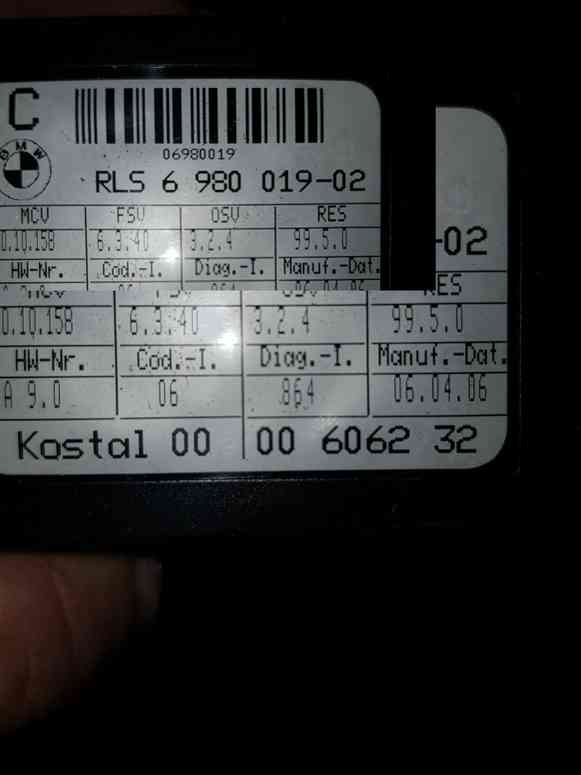 C
BMW
06980019
RLS 6 980 019-02
MCV FSV OSV RES
0.10.158 6.3.40 3.2.4 99.5.0
HW-Nr. Cod.-I. Diag.-I. Manuf.-Dat.
-02
RES
0.10.158 6.3.40 3.2.4 99.5.0
HW-Nr. Cod.-I. Diag.-I. Manuf.-Dat.
A 9.0 06 864 06.04.06
Kostal 00 00 6062 32